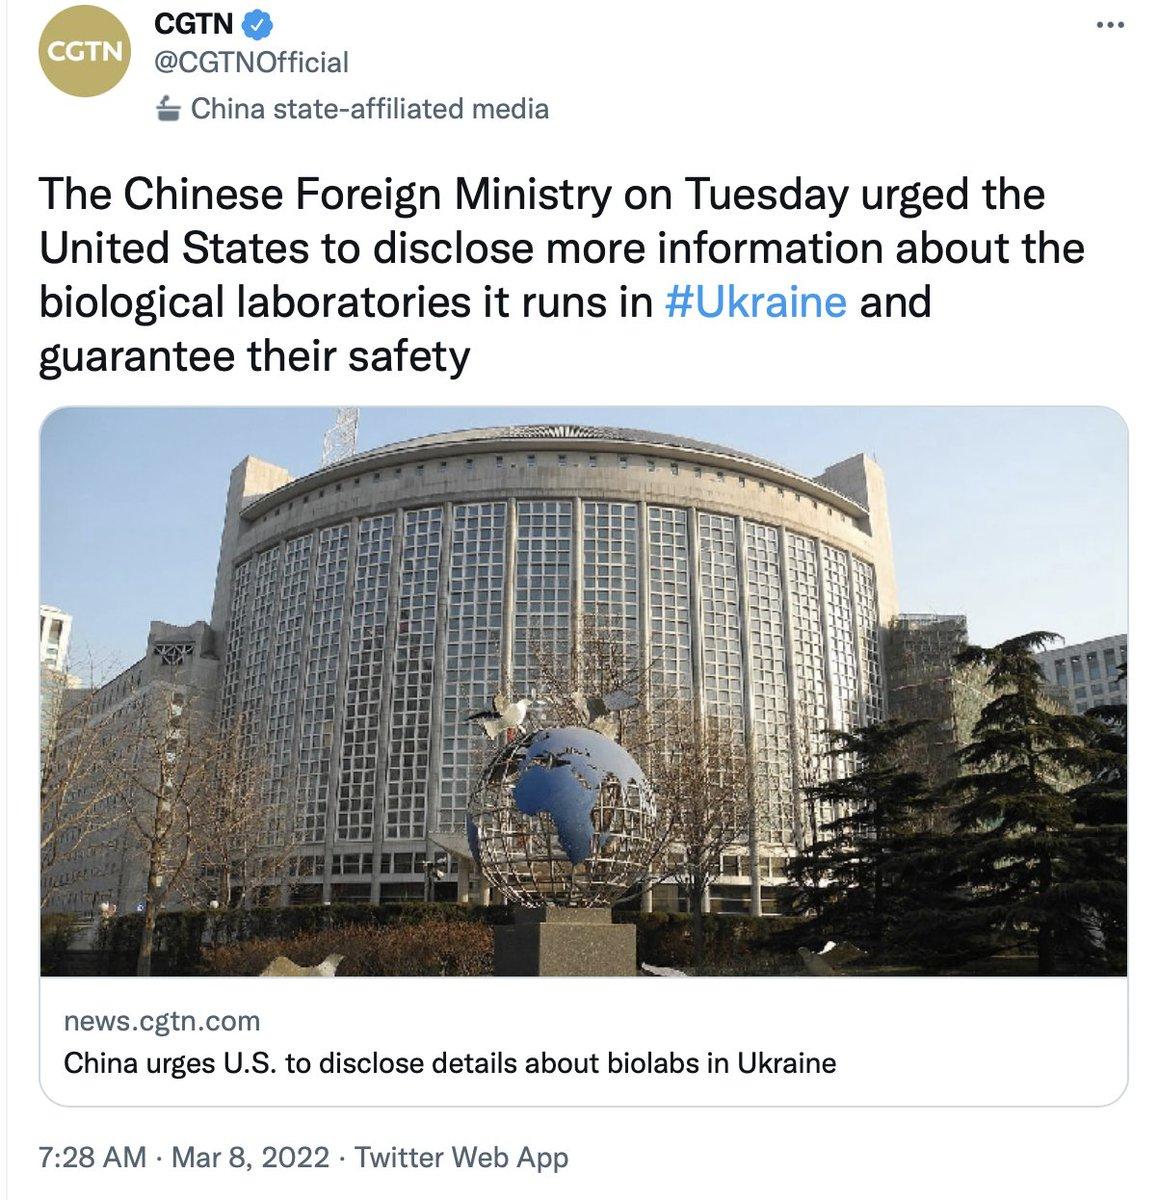 CGTN
CGTN
@CGTNOfficial
China state-affiliated media
The Chinese Foreign Ministry on Tuesday urged the
United States to disclose more information about the
biological laboratories it runs in #Ukraine and
guarantee their safety
news.cgtn.com
China urges U.S. to disclose details about biolabs in Ukraine
7:28 AM · Mar 8, 2022 · Twitter Web App